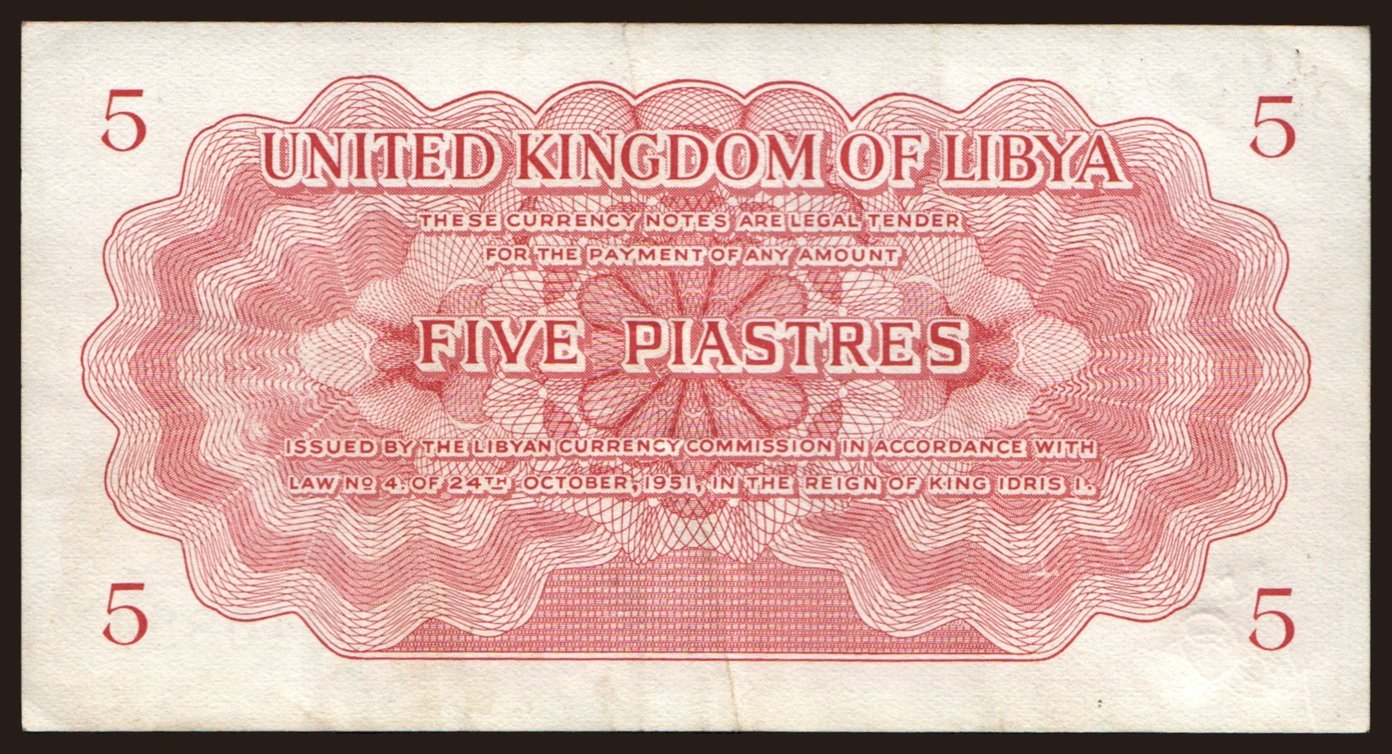 5
5
UNITED KINGDOM OF LIBYA
THESE CURRENCY NOTES ARE LEGAL TENDER
FOR THE PAYMENT OF ANY AMOUNT
FIVE PIASTRES
ISSUED BY THE LIBYAN CURRENCY COMMISSION IN ACCORDANCE WITH
LAW Nº 4. OF 24TH OCTOBER, 1951, IN THE REIGN OF KING IDRIS I.
5
5